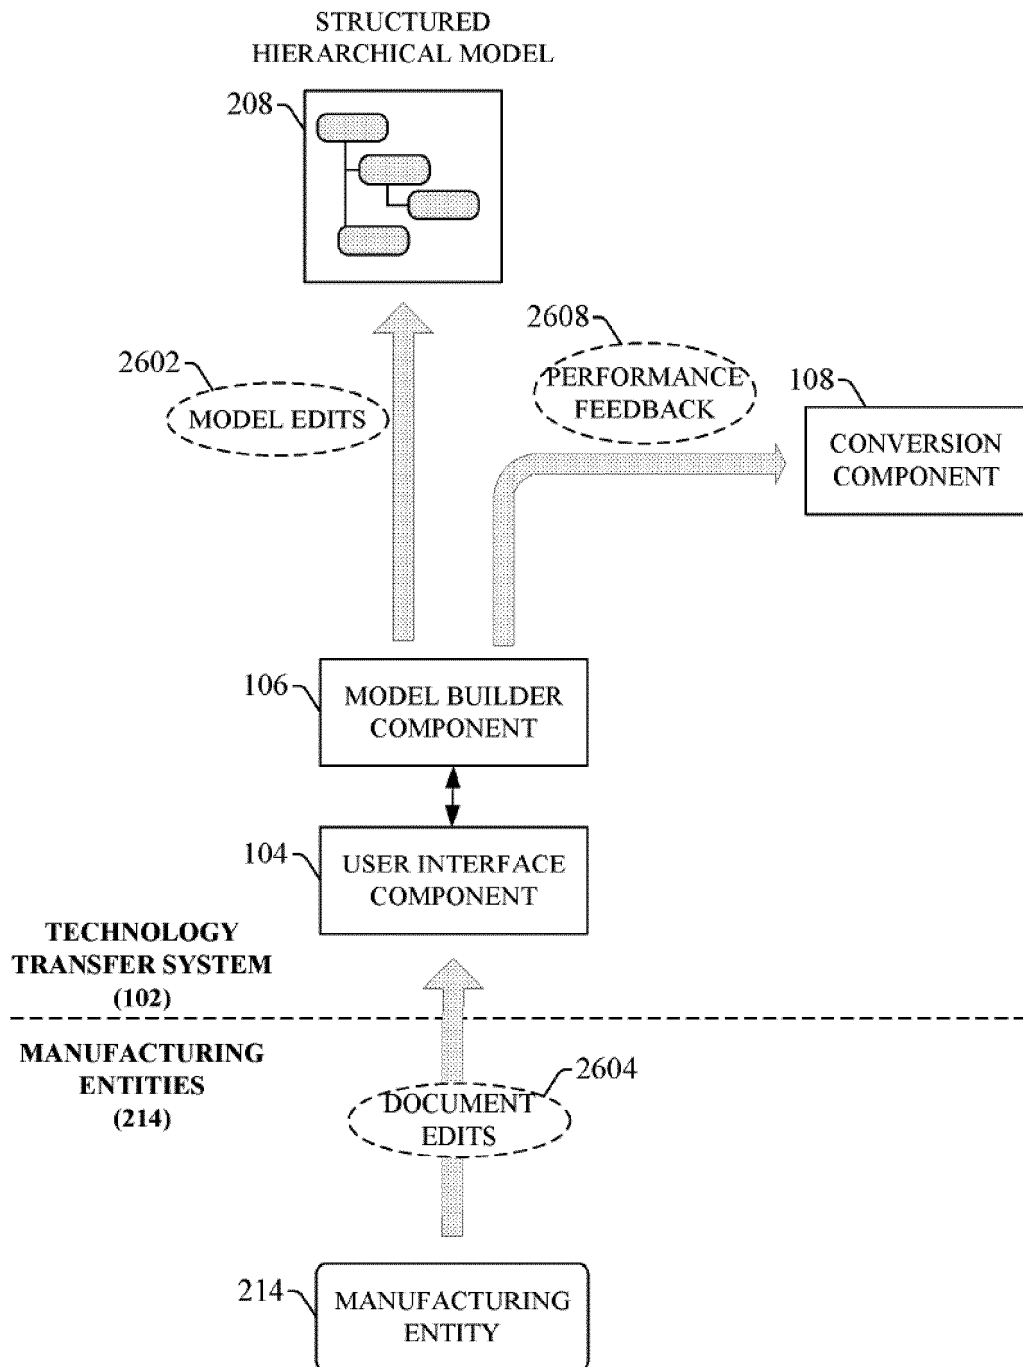 STRUCTURED
HIERARCHICAL MODEL
208
2608
2602
PERFORMANCE
FEEDBACK
108
MODEL EDITS
CONVERSION
COMPONENT
106
MODEL BUILDER
COMPONENT
104
USER INTERFACE
COMPONENT
TECHNOLOGY
TRANSFER SYSTEM
(102)
MANUFACTURING
ENTITIES
(214)
2604
DOCUMENT
EDITS
214
MANUFACTURING
ENTITY